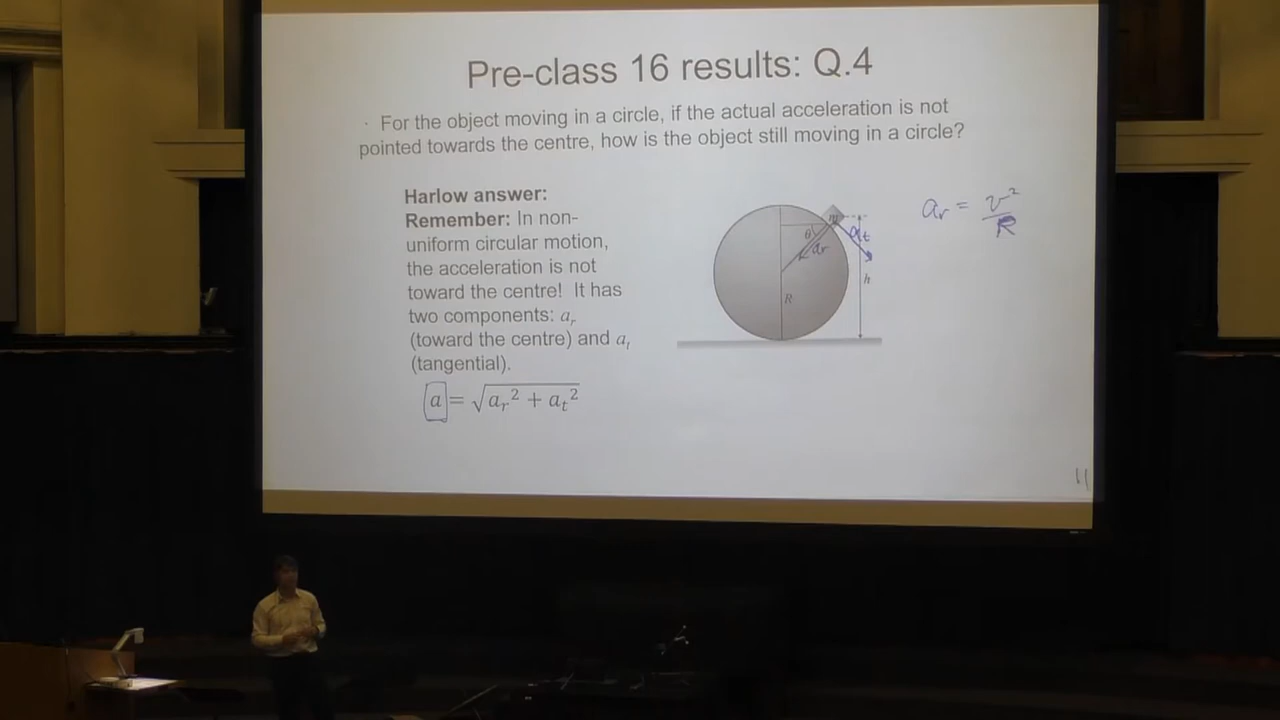 Pre-class 16 results: Q.4
· For the object moving in a circle, if the actual acceleration is not
pointed towards the centre, how is the object still moving in a circle?
Harlow answer:
Remember: In non-
uniform circular motion,
the acceleration is not
toward the centre! It has
two components: aᵣ
(toward the centre) and aₜ
(tangential).
a = √(aᵣ² + aₜ²)
m
θ
aᵣ
aₜ
R
h
aᵣ = v²/R
11